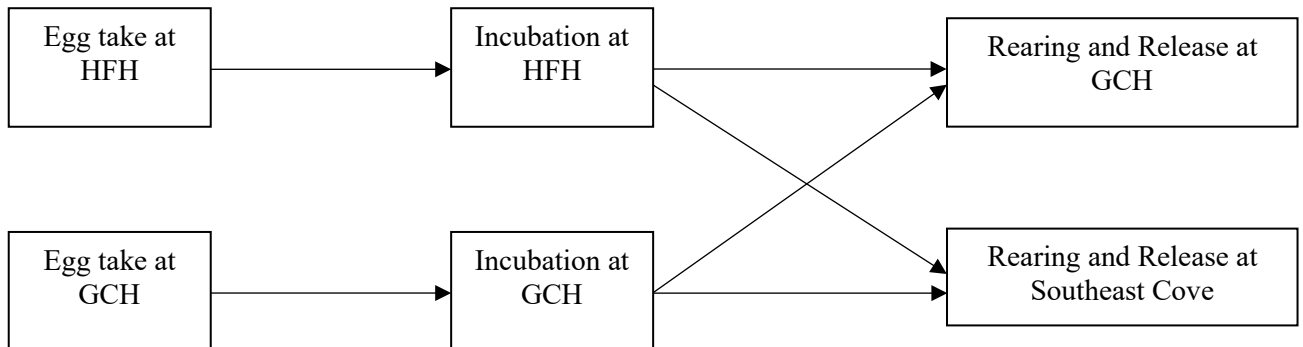 Egg take at
HFH
Incubation at
HFH
Rearing and Release at
GCH
Egg take at
GCH
Incubation at
GCH
Rearing and Release at
Southeast Cove